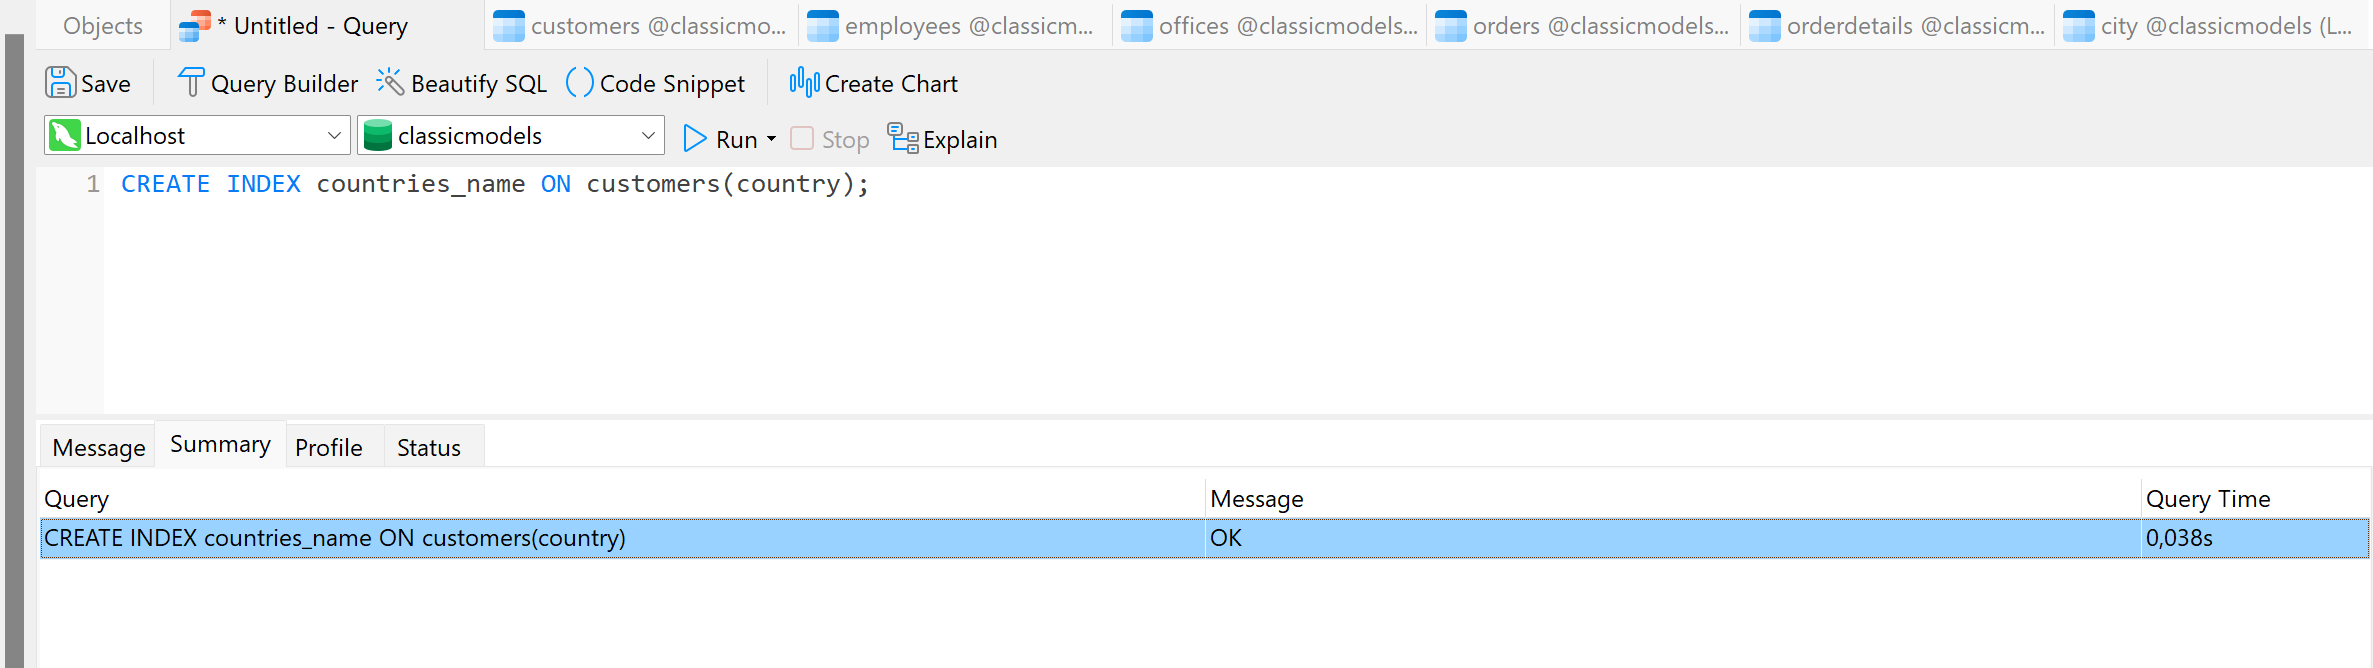 Objects
* Untitled - Query
customers @classicmo...
employees @classicm...
offices @classicmodels...
orders @classicmodels...
orderdetails @classicm...
city @classicmodels (L...
Save
Query Builder
Beautify SQL
Code Snippet
Create Chart
Localhost
classicmodels
Run
Stop
Explain
1 CREATE INDEX countries_name ON customers(country);
Message Summary Profile Status
Query Message Query Time
CREATE INDEX countries_name ON customers(country) OK 0,038s